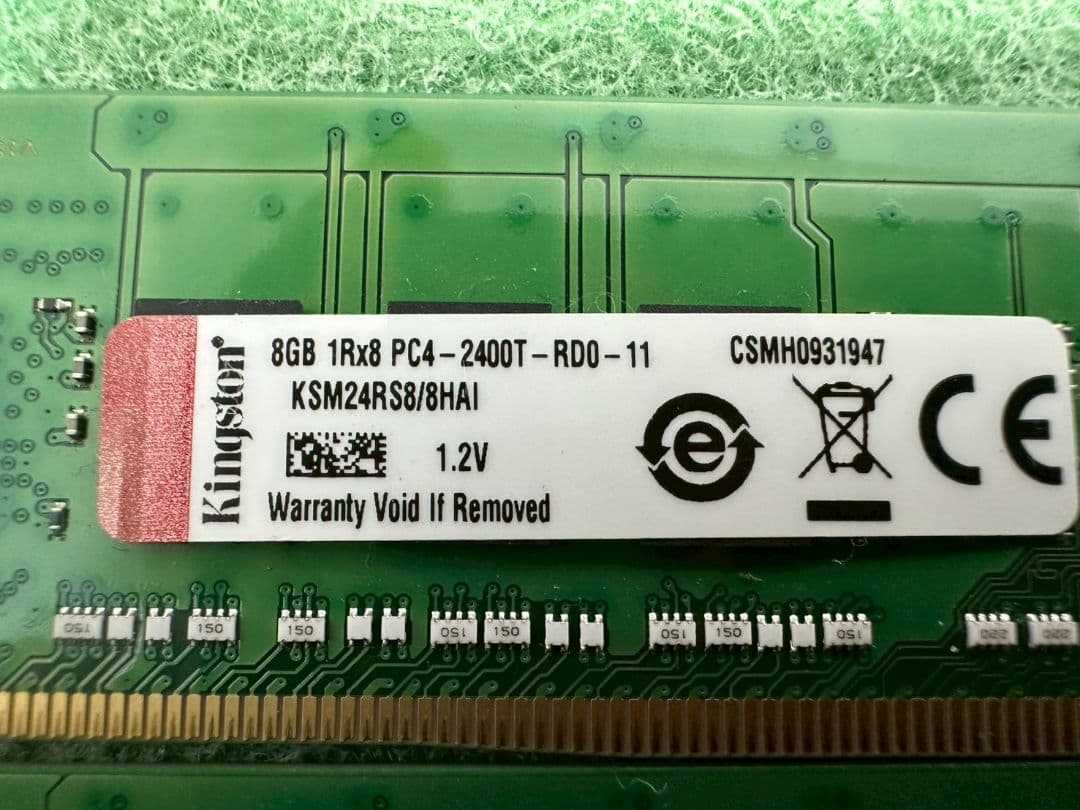 Kingston
8GB 1Rx8 PC4-2400T-RD0-11
CSMH0931947
KSM24RS8/8HAI
1.2V
Warranty Void If Removed
e
CE
150
150
150
150
150
150
150
150
220
220